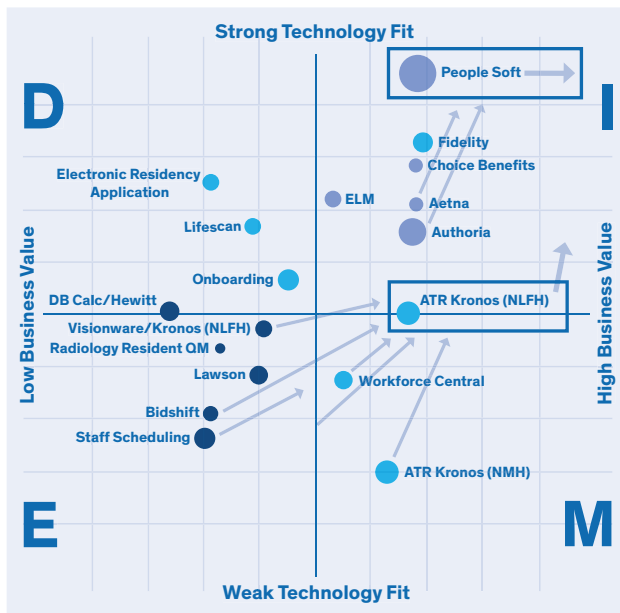 Strong Technology Fit
D
I
People Soft
Fidelity
Choice Benefits
Electronic Residency
Application
ELM
Aetna
Lifescan
Authoria
Low Business Value
High Business Value
Onboarding
DB Calc/Hewitt
ATR Kronos (NLFH)
Visionware/Kronos (NLFH)
Radiology Resident QM
Lawson
Workforce Central
Bidshift
Staff Scheduling
ATR Kronos (NMH)
E
M
Weak Technology Fit